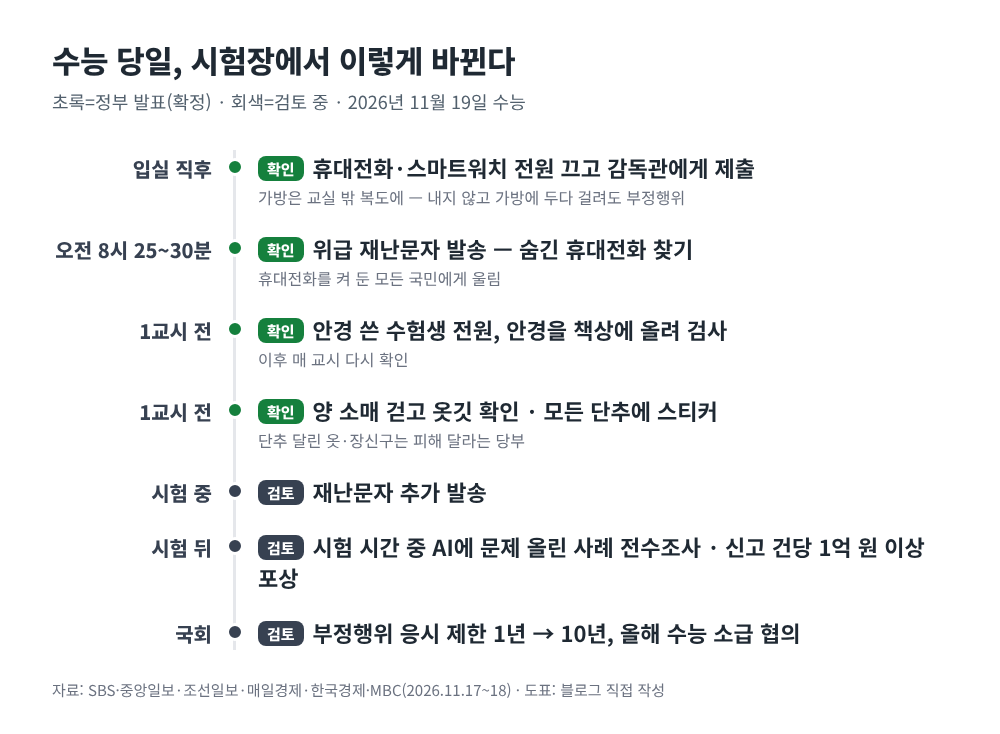 수능 당일, 시험장에서 이렇게 바뀐다
초록=정부 발표(확정) · 회색=검토 중 · 2026년 11월 19일 수능
입실 직후 확인 휴대전화·스마트워치 전원 끄고 감독관에게 제출
가방은 교실 밖 복도에 — 내지 않고 가방에 두다 걸려도 부정행위
오전 8시 25~30분 확인 위급 재난문자 발송 — 숨긴 휴대전화 찾기
휴대전화를 켜 둔 모든 국민에게 울림
1교시 전 확인 안경 쓴 수험생 전원, 안경을 책상에 올려 검사
이후 매 교시 다시 확인
1교시 전 확인 양 소매 걷고 옷깃 확인 · 모든 단추에 스티커
단추 달린 옷·장신구는 피해 달라는 당부
시험 중 검토 재난문자 추가 발송
시험 뒤 검토 시험 시간 중 AI에 문제 올린 사례 전수조사 · 신고 건당 1억 원 이상
포상
국회 검토 부정행위 응시 제한 1년 → 10년, 올해 수능 소급 협의
자료: SBS·중앙일보·조선일보·매일경제·한국경제·MBC(2026.11.17~18) · 도표: 블로그 직접 작성